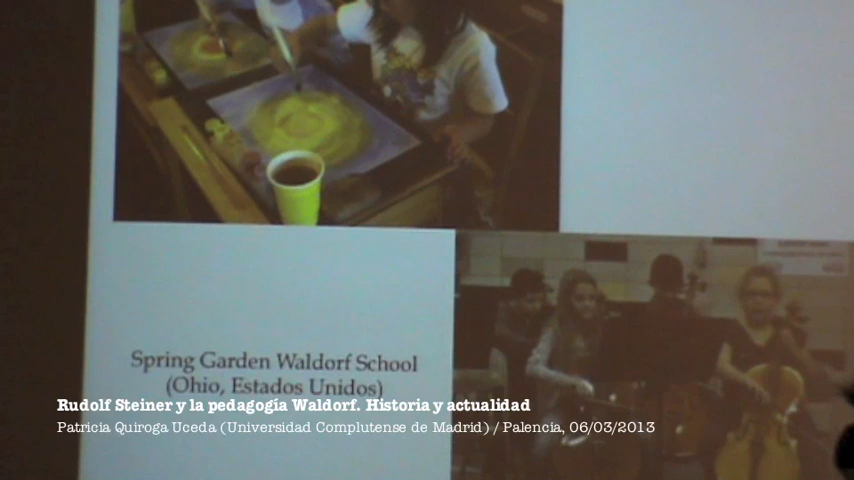 Spring Garden Waldorf School
(Ohio, Estados Unidos)
Rudolf Steiner y la pedagogía Waldorf. Historia y actualidad
Patricia Quiroga Uceda (Universidad Complutense de Madrid) / Palencia, 06/03/2013